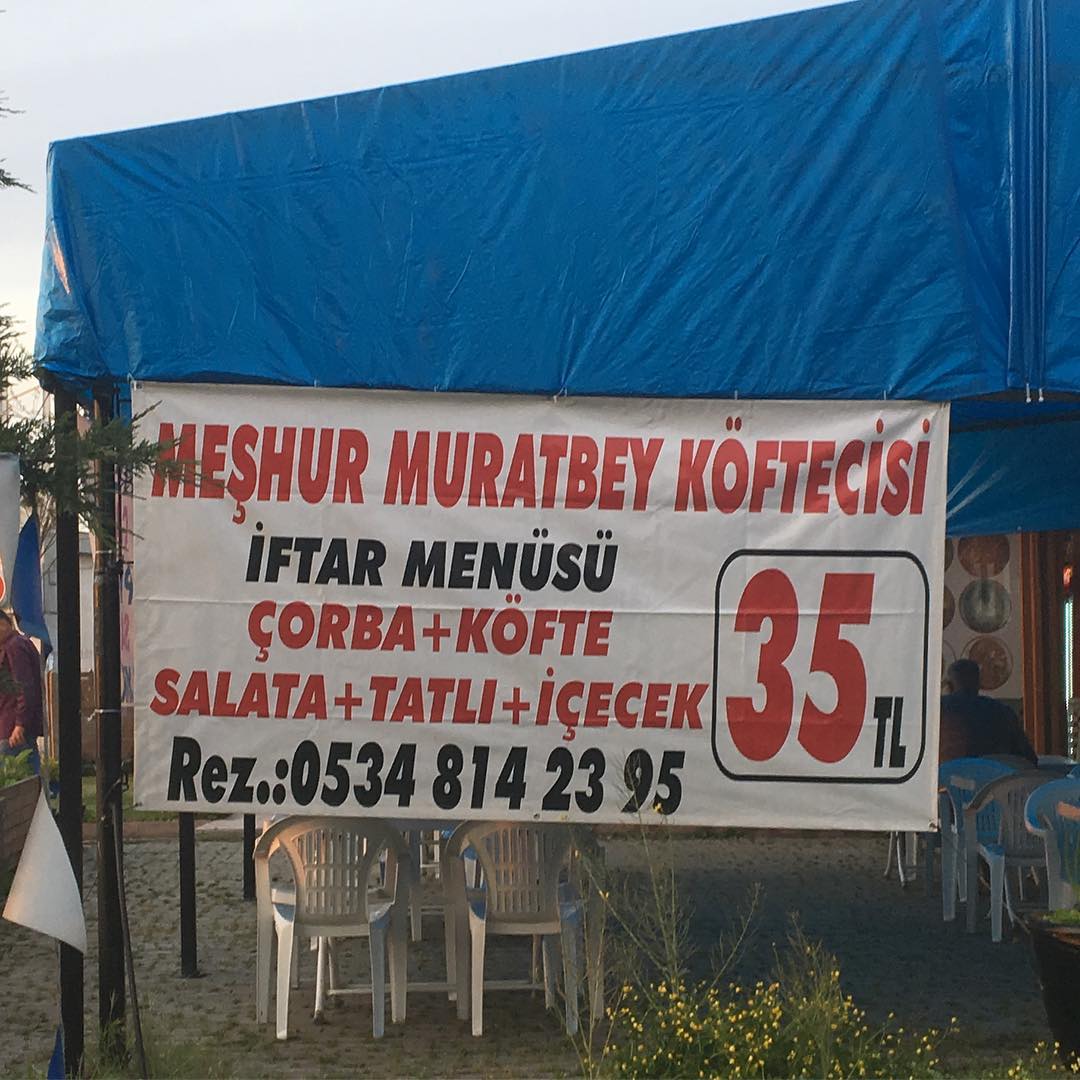 MEŞHUR MURATBEY KÖFTECİSİ
İFTAR MENÜSÜ
ÇORBA+KÖFTE
SALATA+TATLI+İÇECEK
35 TL
Rez.:0534 814 23 95